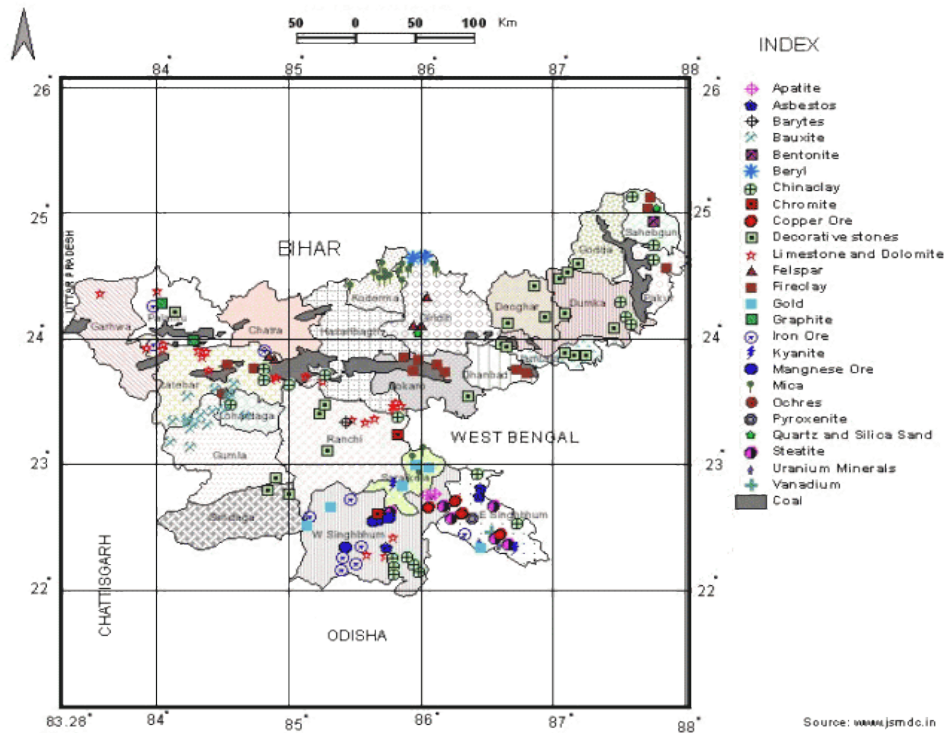 50 0 50 100 Km
INDEX
84° 85° 86° 87° 88
26° 26°
Apatite
Asbestos
Barytes
Bauxite
Bentonite
Beryl
Chinaclay
Chromite
Copper Ore
Decorative stones
Limestone and Dolomite
Felspar
Fireclay
Gold
Graphite
Iron Ore
Kyanite
Mangnese Ore
Mica
Ochres
Pyroxenite
Quartz and Silica Sand
Steatite
Uranium Minerals
Vanadium
Coal
25° 25°
BIHAR
UTTAR PRADESH
Sahebgunj
Godda
Koderma
Giridih
Deoghar
Dumka
Pakur
Garhwa
Palamu
Chatra
Hazaribagh
24° 24°
Latehar
Bokaro
Dhanbad
Lohardaga
Ranchi
WEST BENGAL
Gumla
23° 23°
Simdega
W Singhbhum
E Singhbhum
22° 22°
CHATTISGARH
ODISHA
83.28° 84° 85° 86° 87° 88°
Source: www.jsmdc.in